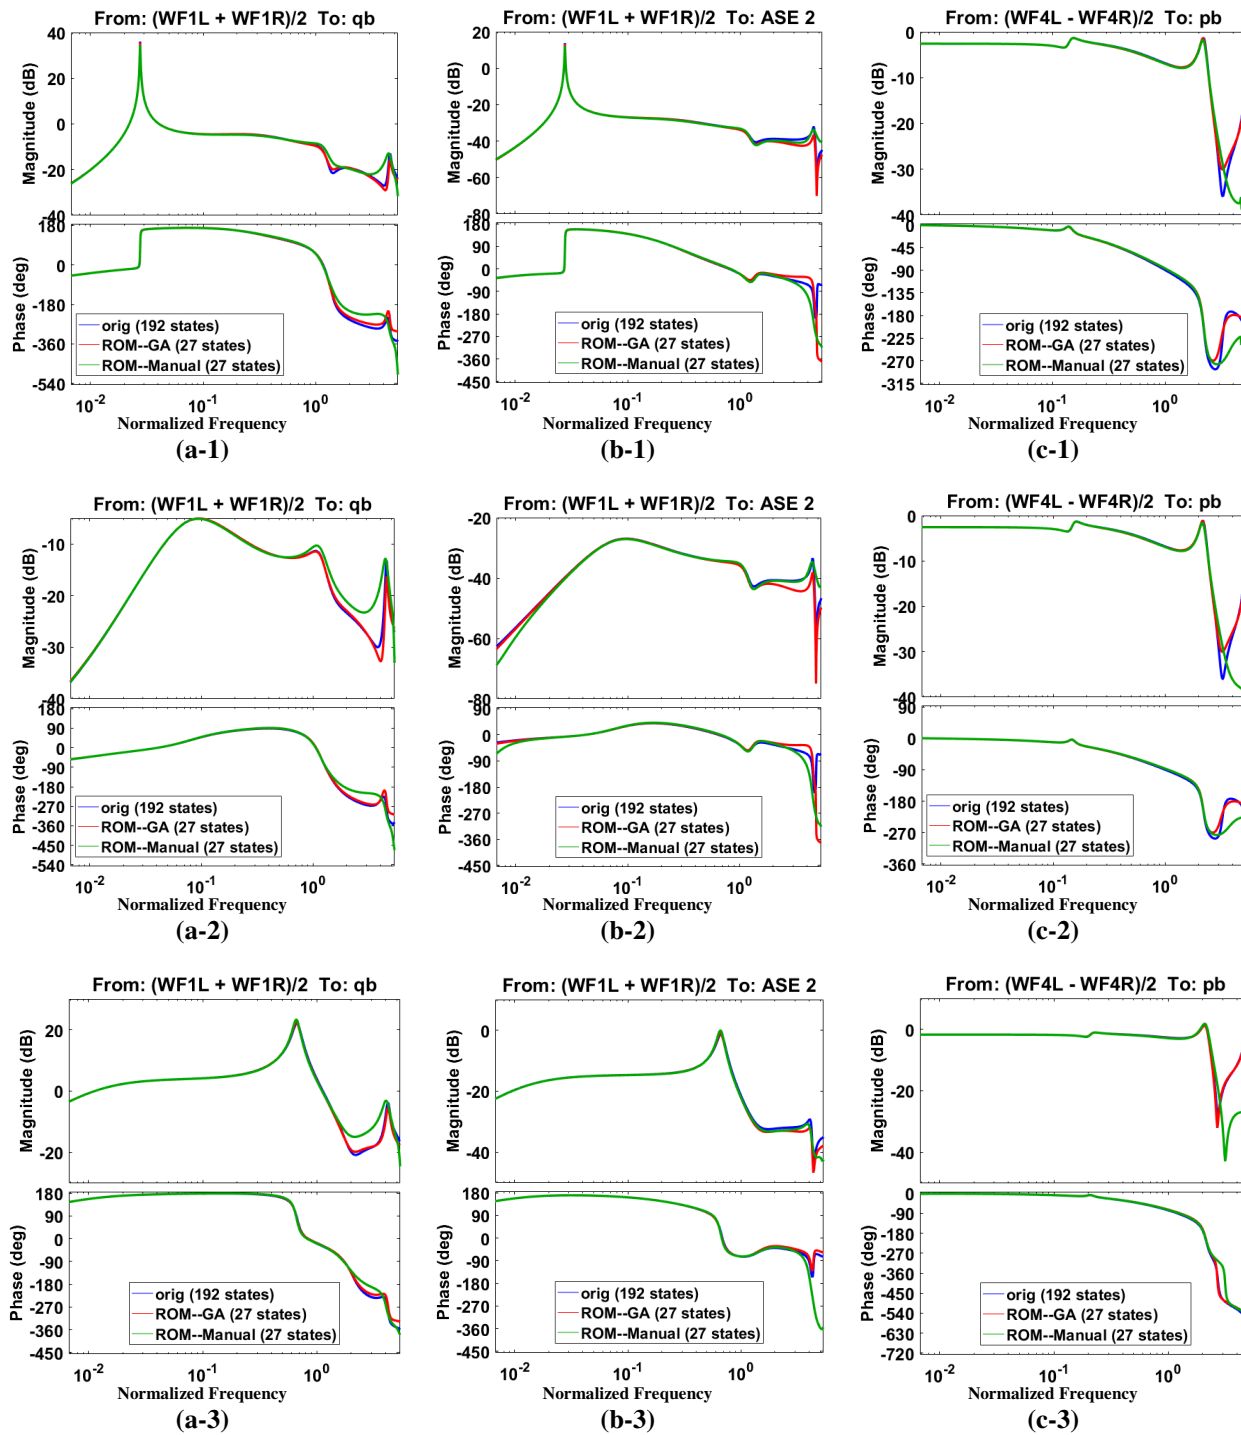 From: (WF1L + WF1R)/2 To: qb
Magnitude (dB)
40
20
0
-20
-40
Phase (deg)
180
0
-180
-360
-540
orig (192 states)
ROM--GA (27 states)
ROM--Manual (27 states)
10-2
10-1
100
Normalized Frequency
(a-1)
From: (WF1L + WF1R)/2 To: ASE 2
Magnitude (dB)
20
0
-20
-40
-60
-80
Phase (deg)
180
90
0
-90
-180
-270
-360
-450
orig (192 states)
ROM--GA (27 states)
ROM--Manual (27 states)
10-2
10-1
100
Normalized Frequency
(b-1)
From: (WF4L - WF4R)/2 To: pb
Magnitude (dB)
0
-10
-20
-30
-40
Phase (deg)
0
-45
-90
-135
-180
-225
-270
-315
orig (192 states)
ROM--GA (27 states)
ROM--Manual (27 states)
10-2
10-1
100
Normalized Frequency
(c-1)
From: (WF1L + WF1R)/2 To: qb
Magnitude (dB)
-10
-20
-30
-40
Phase (deg)
180
90
0
-90
-180
-270
-360
-450
-540
orig (192 states)
ROM--GA (27 states)
ROM--Manual (27 states)
10-2
10-1
100
Normalized Frequency
(a-2)
From: (WF1L + WF1R)/2 To: ASE 2
Magnitude (dB)
-20
-40
-60
-80
Phase (deg)
90
0
-90
-180
-270
-360
-450
orig (192 states)
ROM--GA (27 states)
ROM--Manual (27 states)
10-2
10-1
100
Normalized Frequency
(b-2)
From: (WF4L - WF4R)/2 To: pb
Magnitude (dB)
0
-10
-20
-30
-40
Phase (deg)
90
0
-90
-180
-270
-360
orig (192 states)
ROM--GA (27 states)
ROM--Manual (27 states)
10-2
10-1
100
Normalized Frequency
(c-2)
From: (WF1L + WF1R)/2 To: qb
Magnitude (dB)
20
0
-20
Phase (deg)
180
90
0
-90
-180
-270
-360
-450
orig (192 states)
ROM--GA (27 states)
ROM--Manual (27 states)
10-2
10-1
100
Normalized Frequency
(a-3)
From: (WF1L + WF1R)/2 To: ASE 2
Magnitude (dB)
0
-20
-40
Phase (deg)
180
90
0
-90
-180
-270
-360
-450
orig (192 states)
ROM--GA (27 states)
ROM--Manual (27 states)
10-2
10-1
100
Normalized Frequency
(b-3)
From: (WF4L - WF4R)/2 To: pb
Magnitude (dB)
0
-20
-40
Phase (deg)
0
-90
-180
-270
-360
-450
-540
-630
-720
orig (192 states)
ROM--GA (27 states)
ROM--Manual (27 states)
10-2
10-1
100
Normalized Frequency
(c-3)